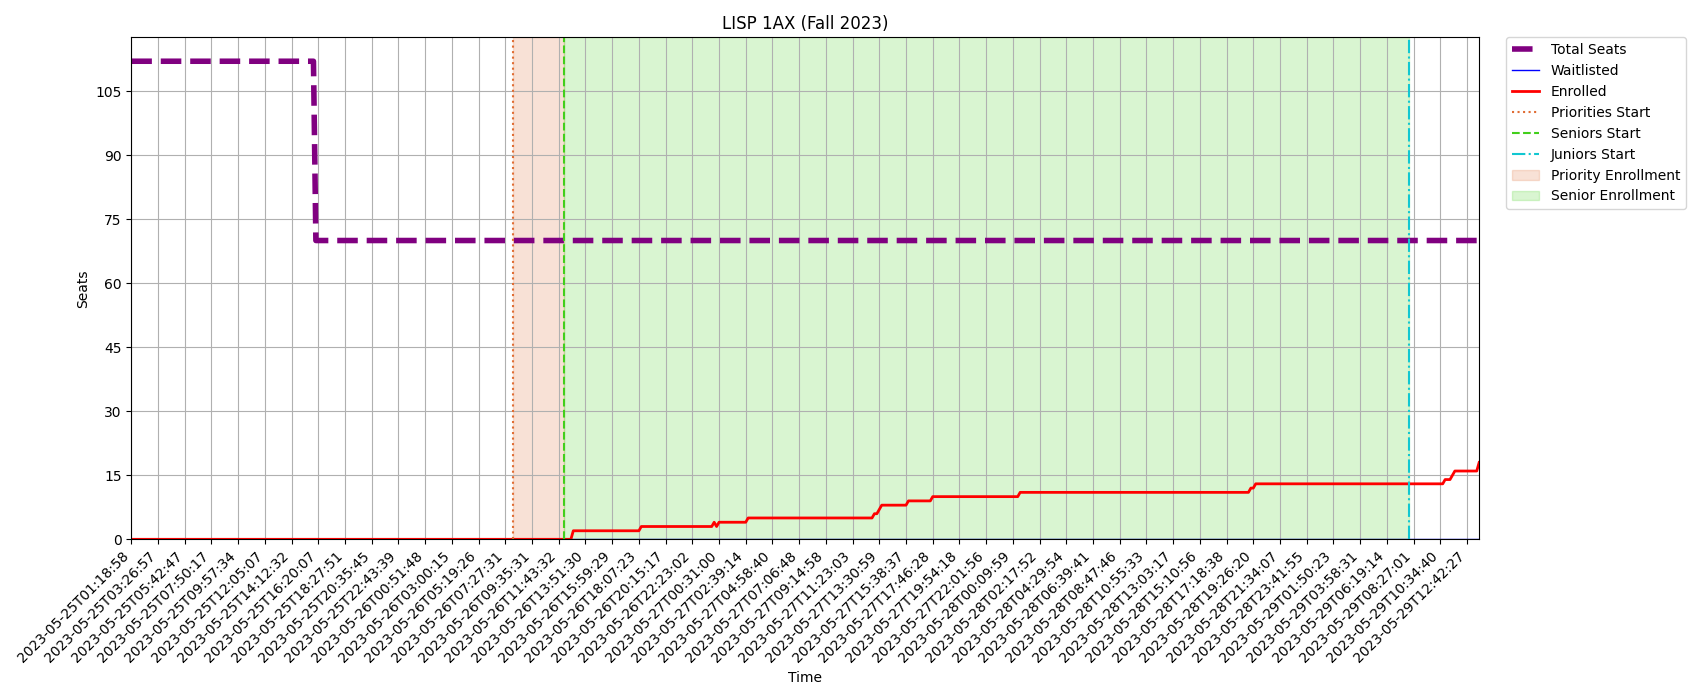 LISP 1AX (Fall 2023)
Total Seats
Waitlisted
Enrolled
Priorities Start
Seniors Start
Juniors Start
Priority Enrollment
Senior Enrollment
Seats
105
90
75
60
45
30
15
0
2023-05-25T01:18:58
2023-05-25T03:26:57
2023-05-25T05:42:47
2023-05-25T07:50:17
2023-05-25T09:57:34
2023-05-25T12:05:07
2023-05-25T14:12:32
2023-05-25T16:20:07
2023-05-25T18:27:51
2023-05-25T20:35:45
2023-05-25T22:43:39
2023-05-26T00:51:48
2023-05-26T03:00:15
2023-05-26T05:19:26
2023-05-26T07:27:31
2023-05-26T09:35:31
2023-05-26T11:43:32
2023-05-26T13:51:30
2023-05-26T15:59:29
2023-05-26T18:07:23
2023-05-26T20:15:17
2023-05-26T22:23:02
2023-05-27T00:31:00
2023-05-27T02:39:14
2023-05-27T04:58:40
2023-05-27T07:06:48
2023-05-27T09:14:58
2023-05-27T11:23:03
2023-05-27T13:30:59
2023-05-27T15:38:37
2023-05-27T17:46:28
2023-05-27T19:54:18
2023-05-27T22:01:56
2023-05-28T00:09:59
2023-05-28T02:17:52
2023-05-28T04:29:54
2023-05-28T06:39:41
2023-05-28T08:47:46
2023-05-28T10:55:33
2023-05-28T13:03:17
2023-05-28T15:10:56
2023-05-28T17:18:38
2023-05-28T19:26:20
2023-05-28T21:34:07
2023-05-28T23:41:55
2023-05-29T01:50:23
2023-05-29T03:58:31
2023-05-29T06:19:14
2023-05-29T08:27:01
2023-05-29T10:34:40
2023-05-29T12:42:27
Time